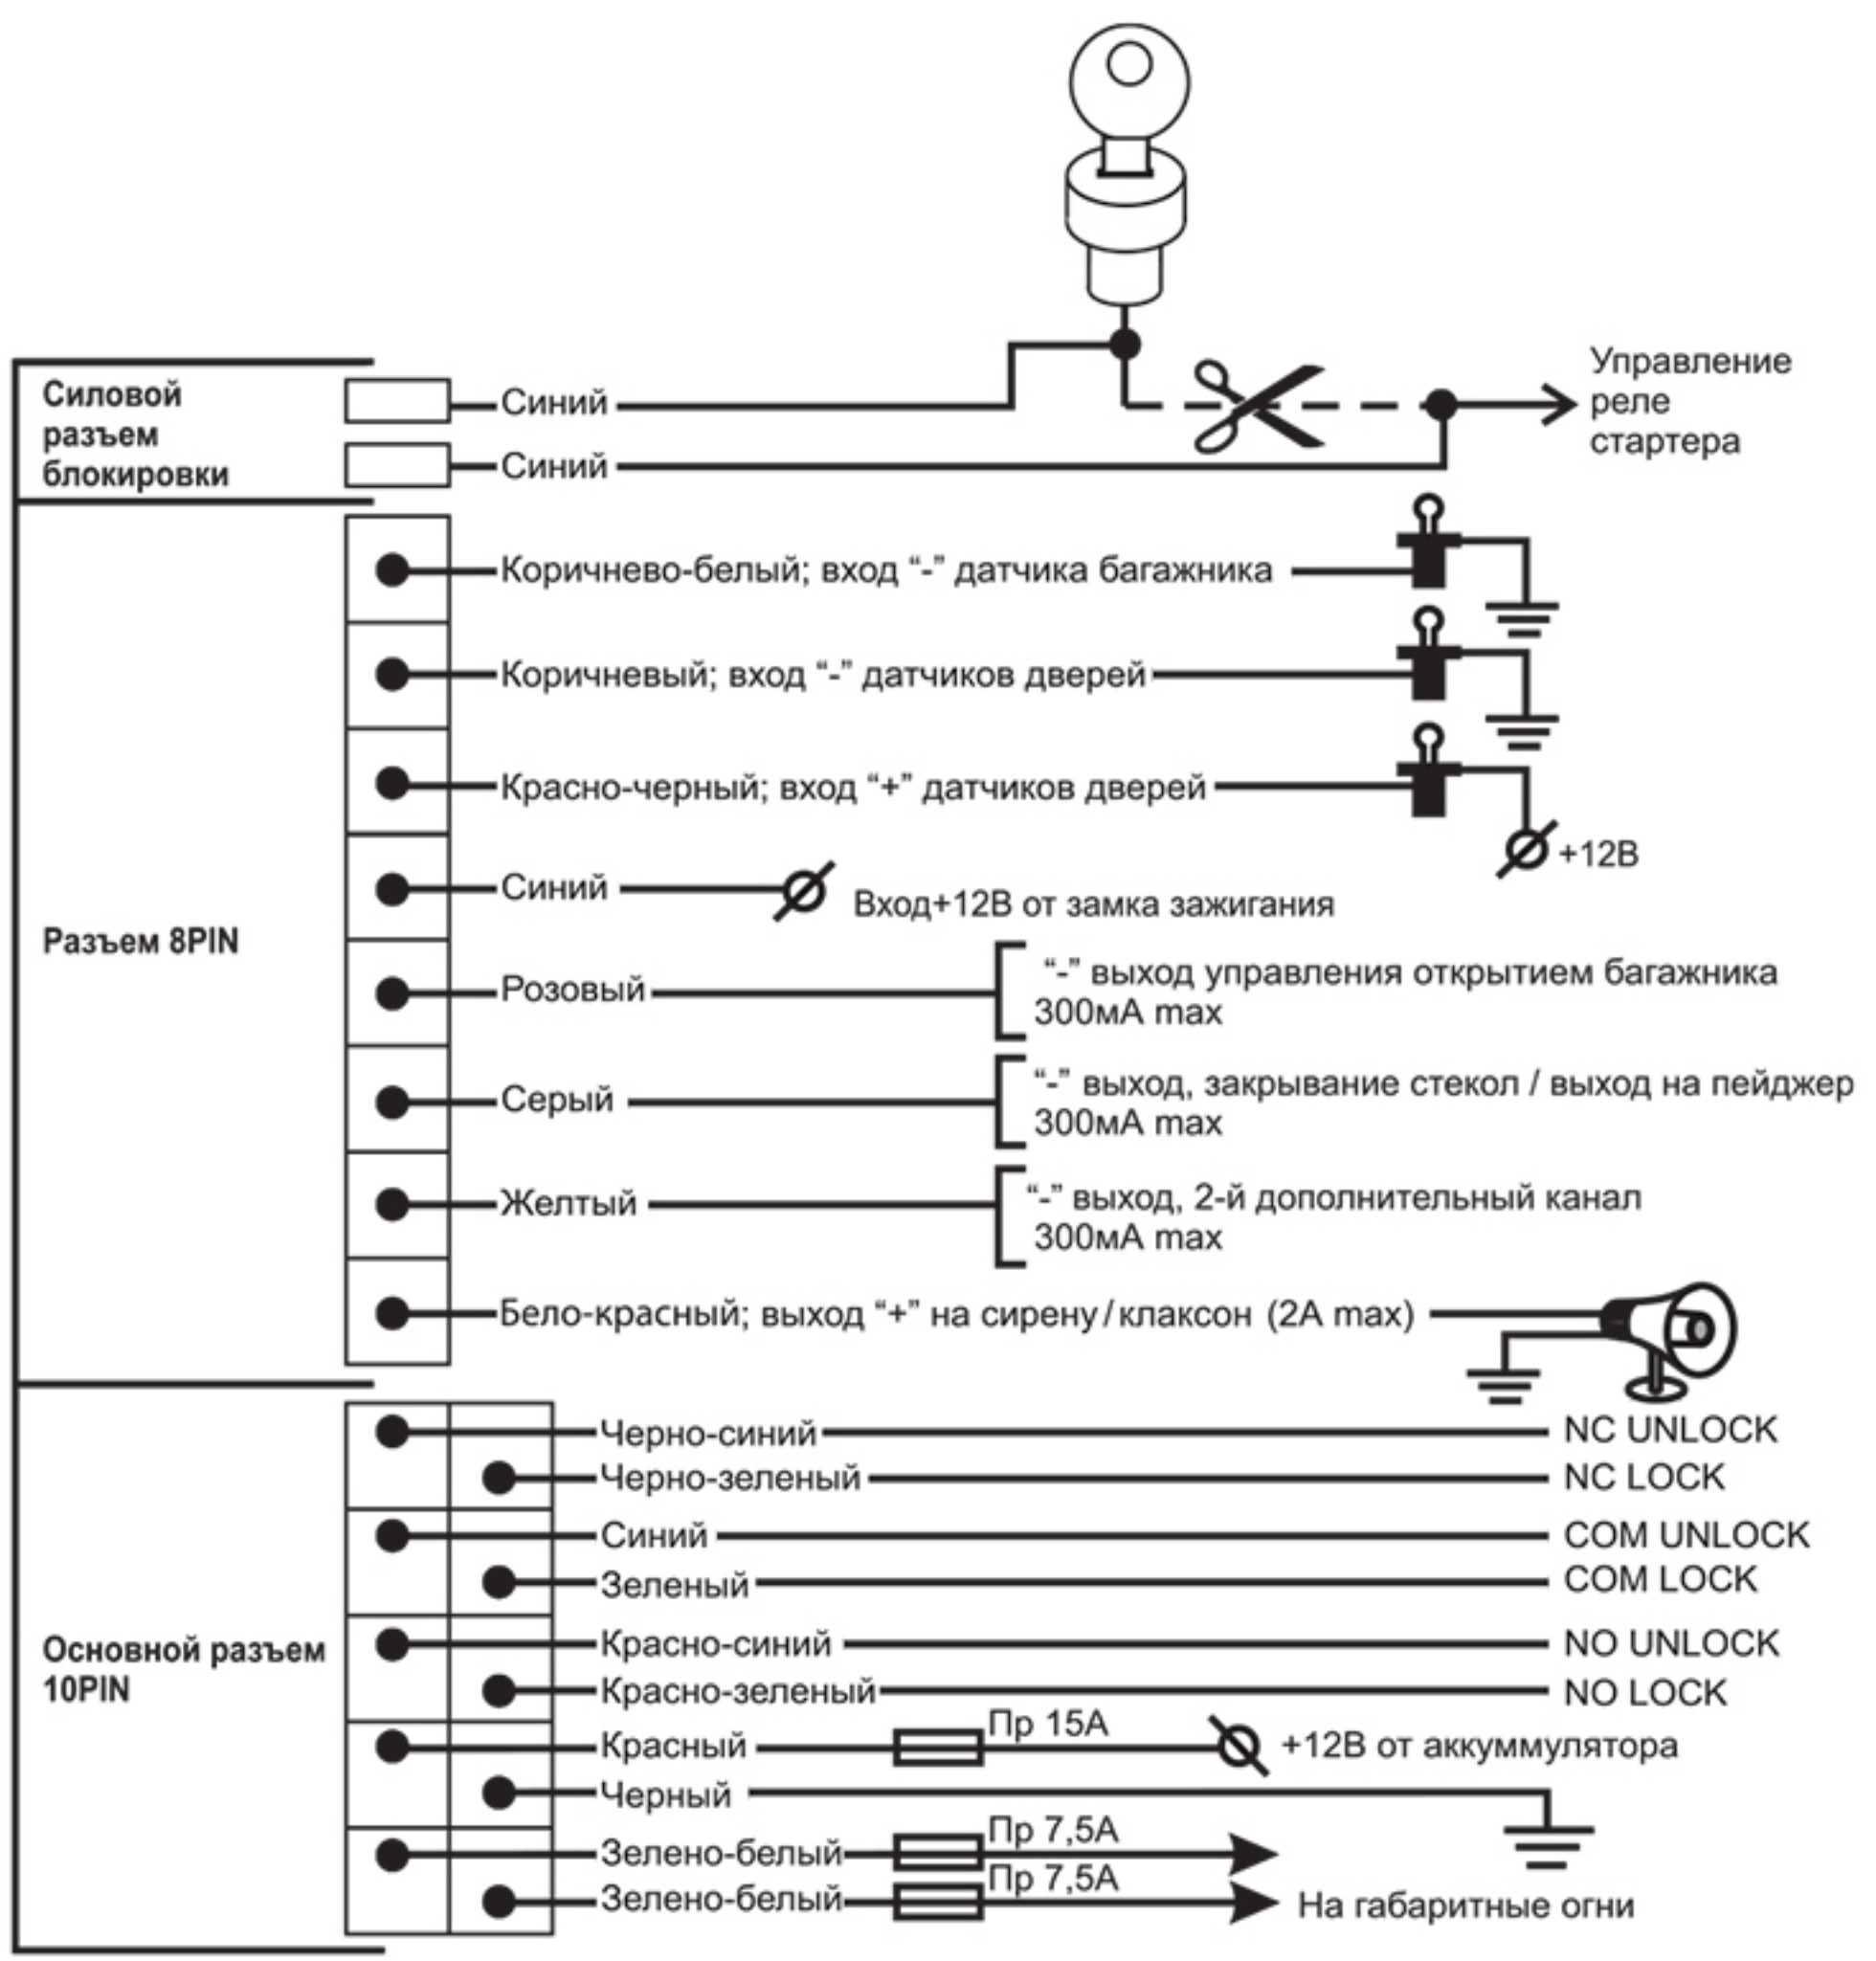 Силовой
разъем
блокировки
Синий
Синий
Управление
реле
стартера
Разъем 8PIN
Коричнево-белый; вход “-” датчика багажника
Коричневый; вход “-” датчиков дверей
Красно-черный; вход “+” датчиков дверей
+12В
Синий
Вход+12В от замка зажигания
Розовый
“-” выход управления открытием багажника
300мА max
Серый
“-” выход, закрывание стекол / выход на пейджер
300мА max
Желтый
“-” выход, 2-й дополнительный канал
300мА max
Бело-красный; выход “+” на сирену/клаксон (2А max)
Основной разъем
10PIN
Черно-синий NC UNLOCK
Черно-зеленый NC LOCK
Синий COM UNLOCK
Зеленый COM LOCK
Красно-синий NO UNLOCK
Красно-зеленый NO LOCK
Красный Пр 15А +12В от аккуммулятора
Черный
Зелено-белый Пр 7,5А
Зелено-белый Пр 7,5А На габаритные огни